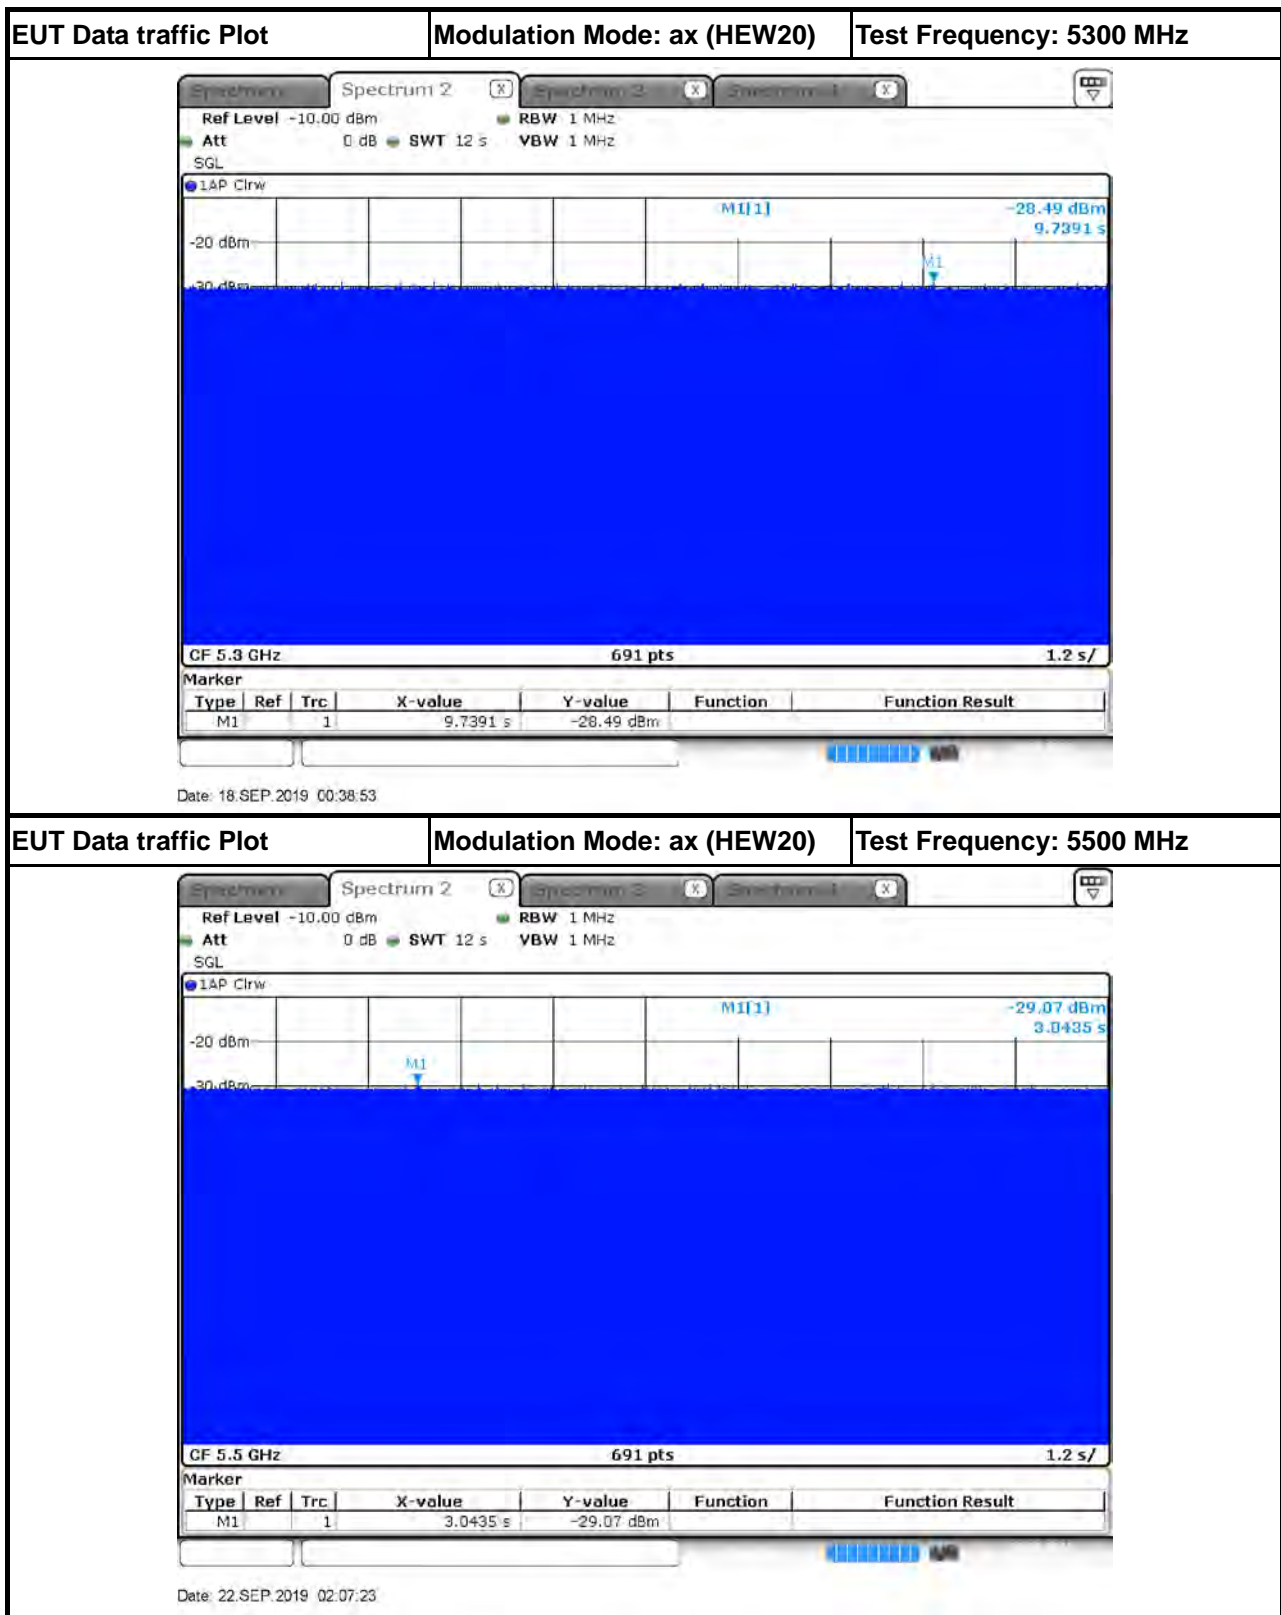 EUT Data traffic Plot Modulation Mode: ax (HEW20) Test Frequency: 5300 MHz
Spectrum 2 X X X
Ref Level -10.00 dBm RBW 1 MHz
Att 0 dB SWT 12 s VBW 1 MHz
SGL
1AP Clrw
M1[1] -28.49 dBm
9.7391 s
-20 dBm
M1
-30 dBm
CF 5.3 GHz 691 pts 1.2 s/
Marker
Type Ref Trc X-value Y-value Function Function Result
M1 1 9.7391 s -28.49 dBm
Date: 18.SEP.2019 00:38:53
EUT Data traffic Plot Modulation Mode: ax (HEW20) Test Frequency: 5500 MHz
Spectrum 2 X X X
Ref Level -10.00 dBm RBW 1 MHz
Att 0 dB SWT 12 s VBW 1 MHz
SGL
1AP Clrw
M1[1] -29.07 dBm
3.0435 s
-20 dBm
M1
-30 dBm
CF 5.5 GHz 691 pts 1.2 s/
Marker
Type Ref Trc X-value Y-value Function Function Result
M1 1 3.0435 s -29.07 dBm
Date: 22.SEP.2019 02:07:23